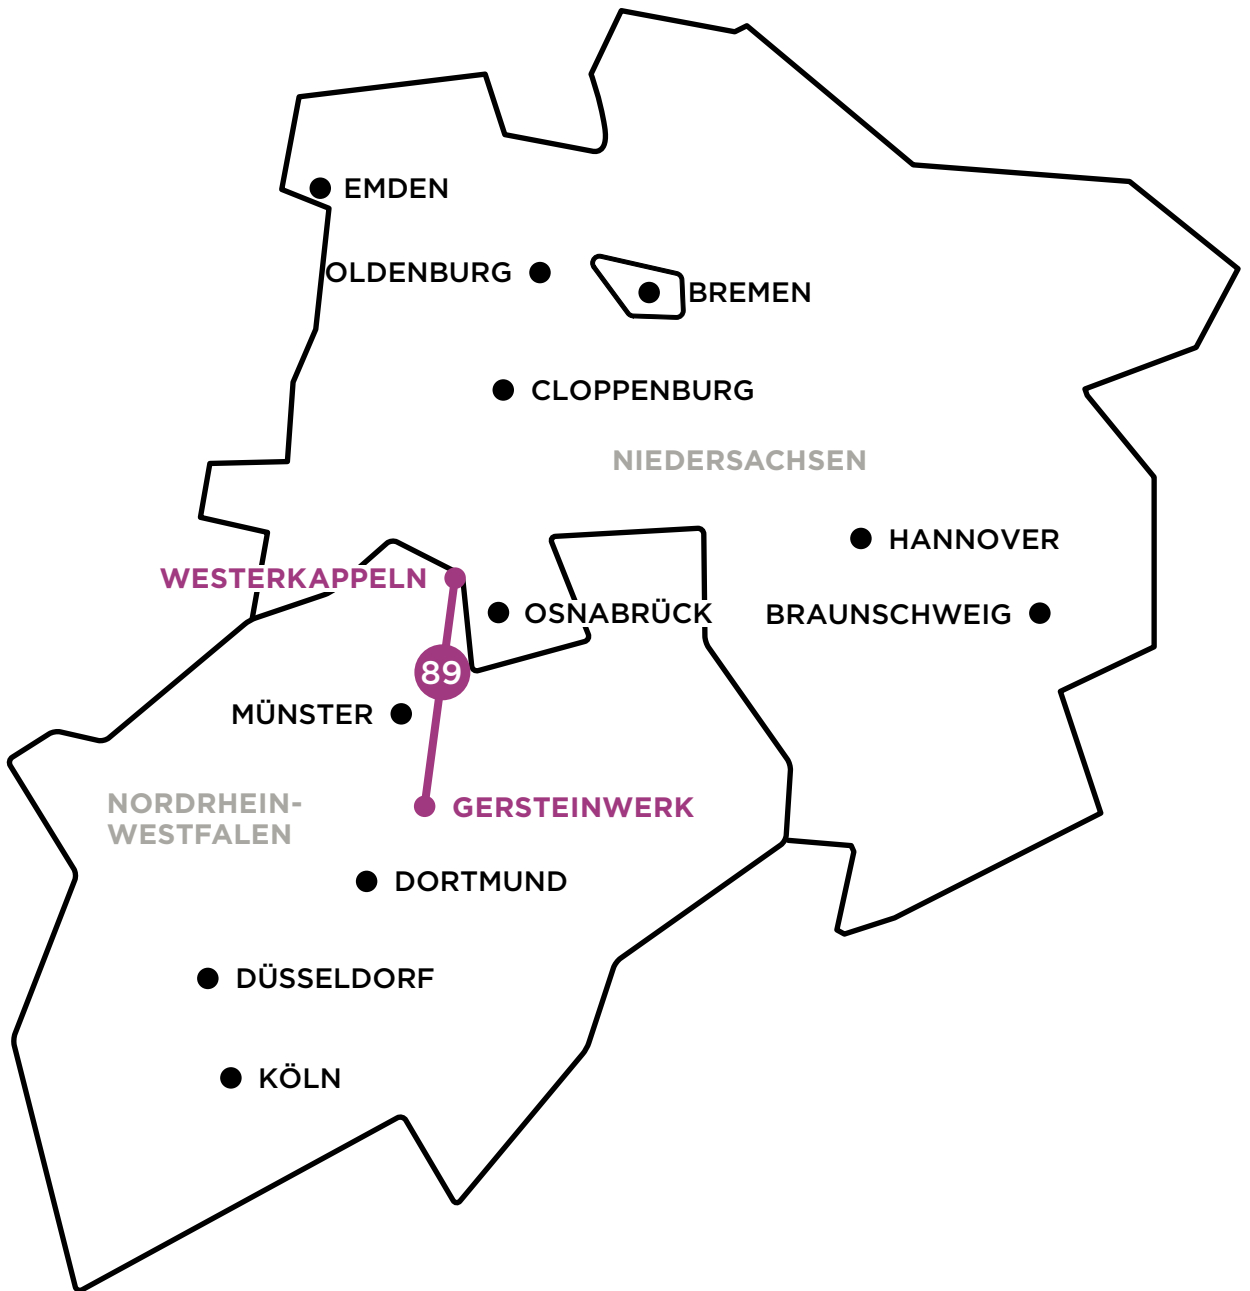 EMDEN
OLDENBURG
BREMEN
CLOPPENBURG
NIEDERSACHSEN
HANNOVER
WESTERKAPPELN
OSNABRÜCK
BRAUNSCHWEIG
89
MÜNSTER
NORDRHEIN-
WESTFALEN
GERSTEINWERK
DORTMUND
DÜSSELDORF
KÖLN